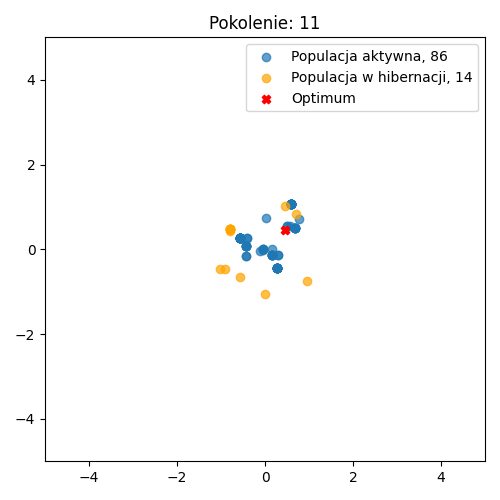 Pokolenie: 11
Populacja aktywna, 86
Populacja w hibernacji, 14
Optimum
4
2
0
−2
−4
−4
−2
0
2
4